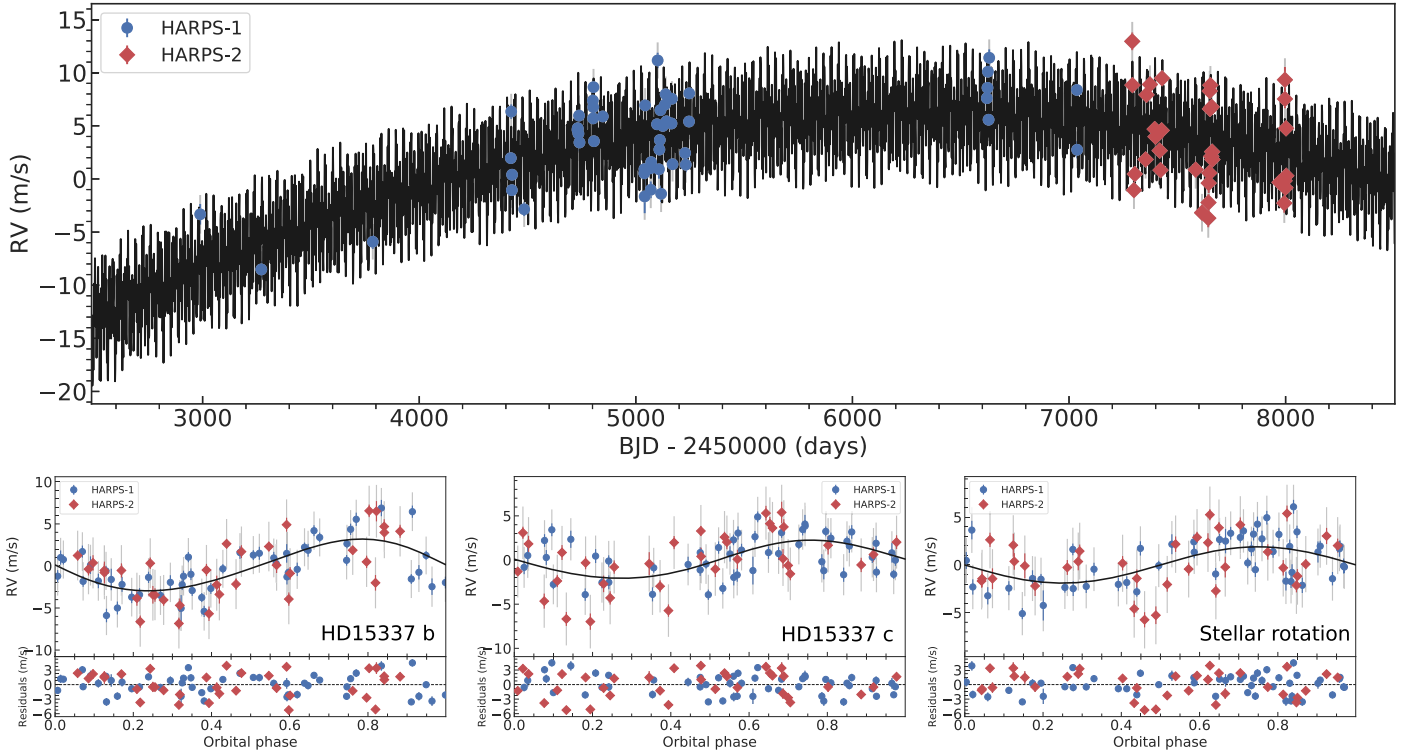 HARPS-1
HARPS-2
RV (m/s)
15
10
5
0
−5
−10
−15
−20
3000 4000 5000 6000 7000 8000
BJD - 2450000 (days)
HARPS-1
HARPS-2
HD15337 b
RV (m/s)
10
5
0
−5
−10
Residuals (m/s)
3
0
−3
−6
0.0 0.2 0.4 0.6 0.8
Orbital phase
HARPS-1
HARPS-2
HD15337 c
RV (m/s)
5
0
−5
Residuals (m/s)
3
0
−3
−6
0.0 0.2 0.4 0.6 0.8
Orbital phase
HARPS-1
HARPS-2
Stellar rotation
RV (m/s)
5
0
−5
Residuals (m/s)
3
0
−3
−6
0.0 0.2 0.4 0.6 0.8
Orbital phase